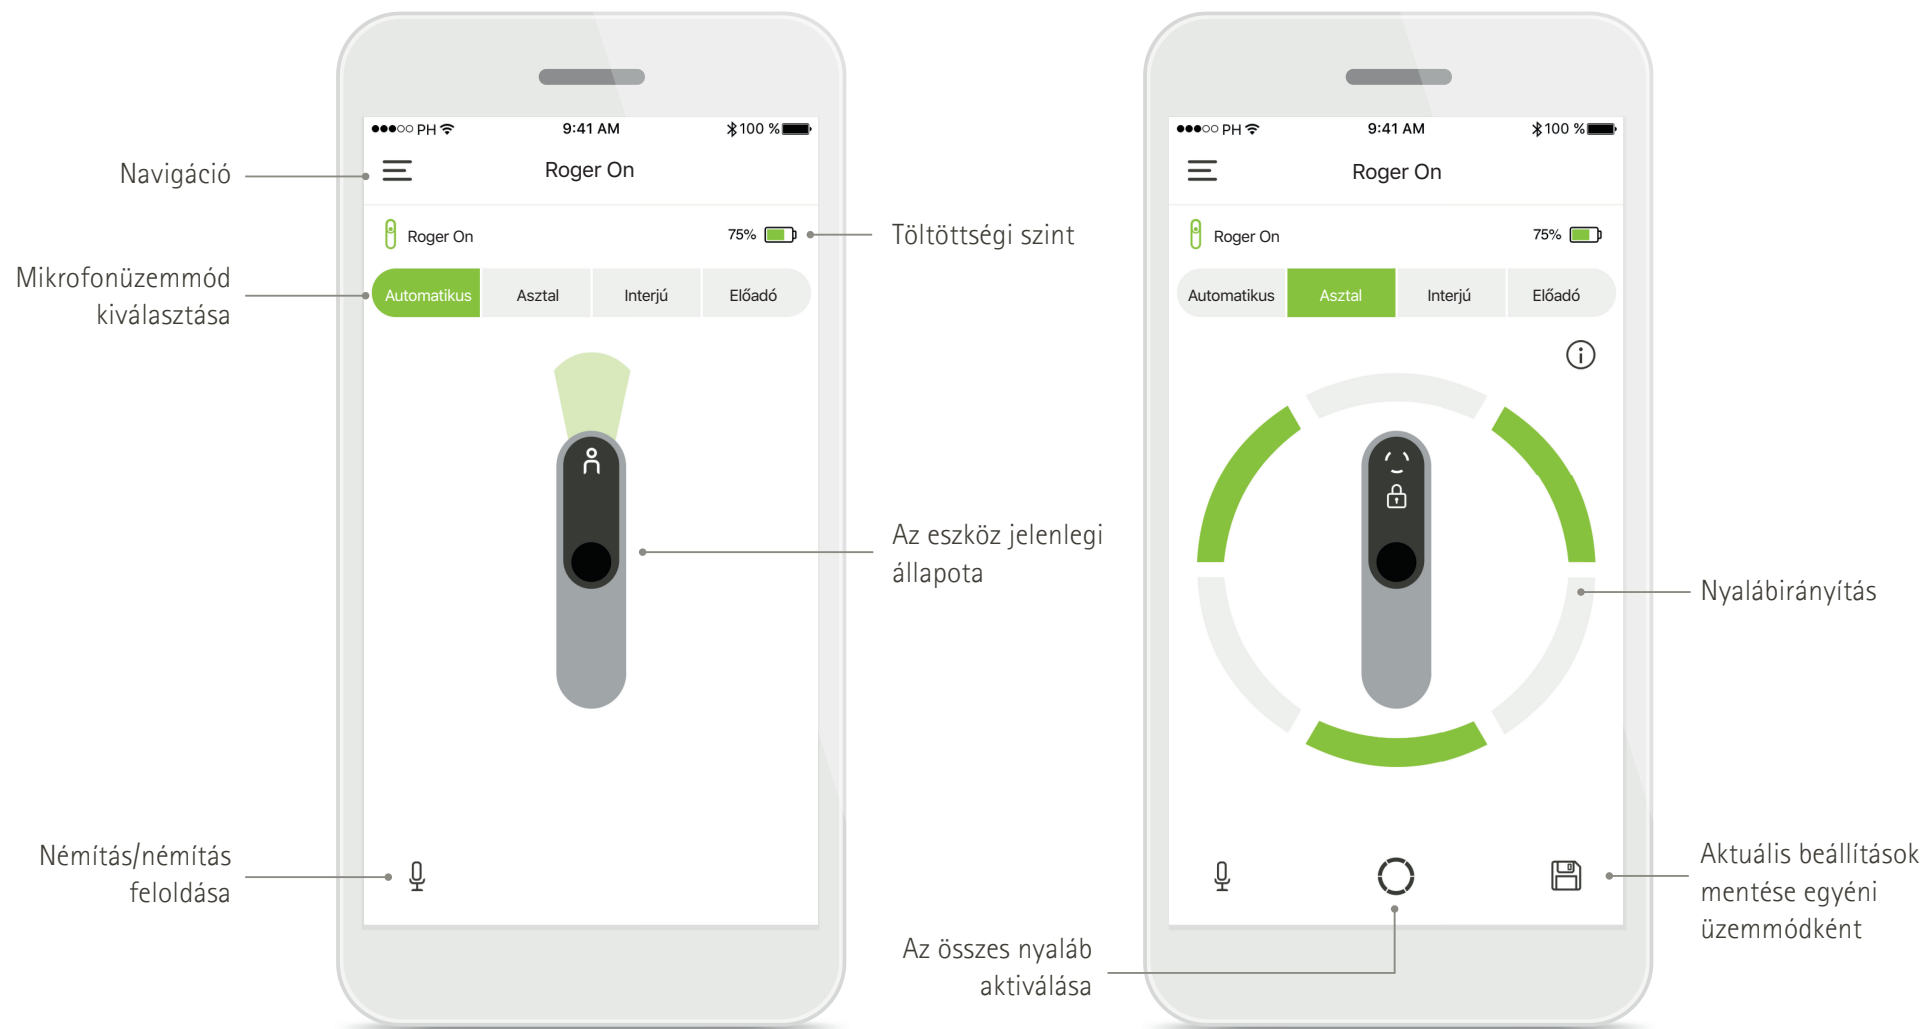 PH
9:41 AM
100 %
Roger On
Roger On
75%
Automatikus
Asztal
Interjú
Előadó
Navigáció
Mikrofonüzemmód
kiválasztása
Töltöttségi szint
Az eszköz jelenlegi
állapota
Némítás/némítás
feloldása
PH
9:41 AM
100 %
Roger On
Roger On
75%
Automatikus
Asztal
Interjú
Előadó
Nyalábirányítás
Az összes nyaláb
aktiválása
Aktuális beállítások
mentése egyéni
üzemmódként